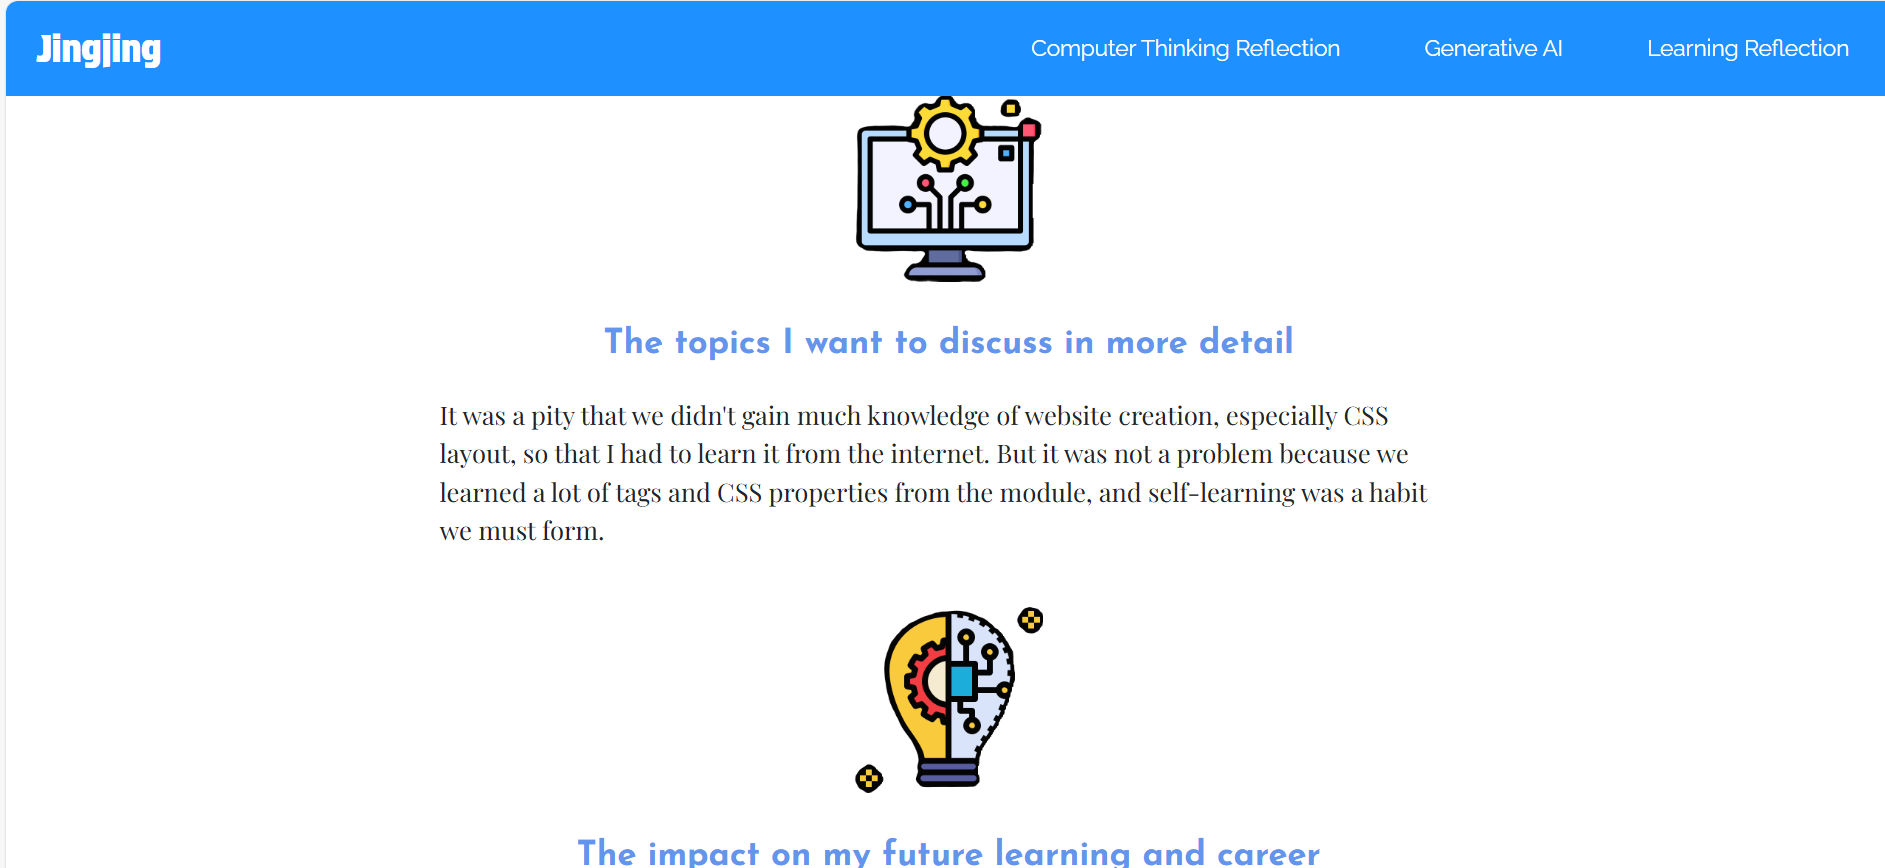 Jingjing
Computer Thinking Reflection
Generative AI
Learning Reflection
The topics I want to discuss in more detail
It was a pity that we didn't gain much knowledge of website creation, especially CSS
layout, so that I had to learn it from the internet. But it was not a problem because we
learned a lot of tags and CSS properties from the module, and self-learning was a habit
we must form.
The impact on my future learning and career